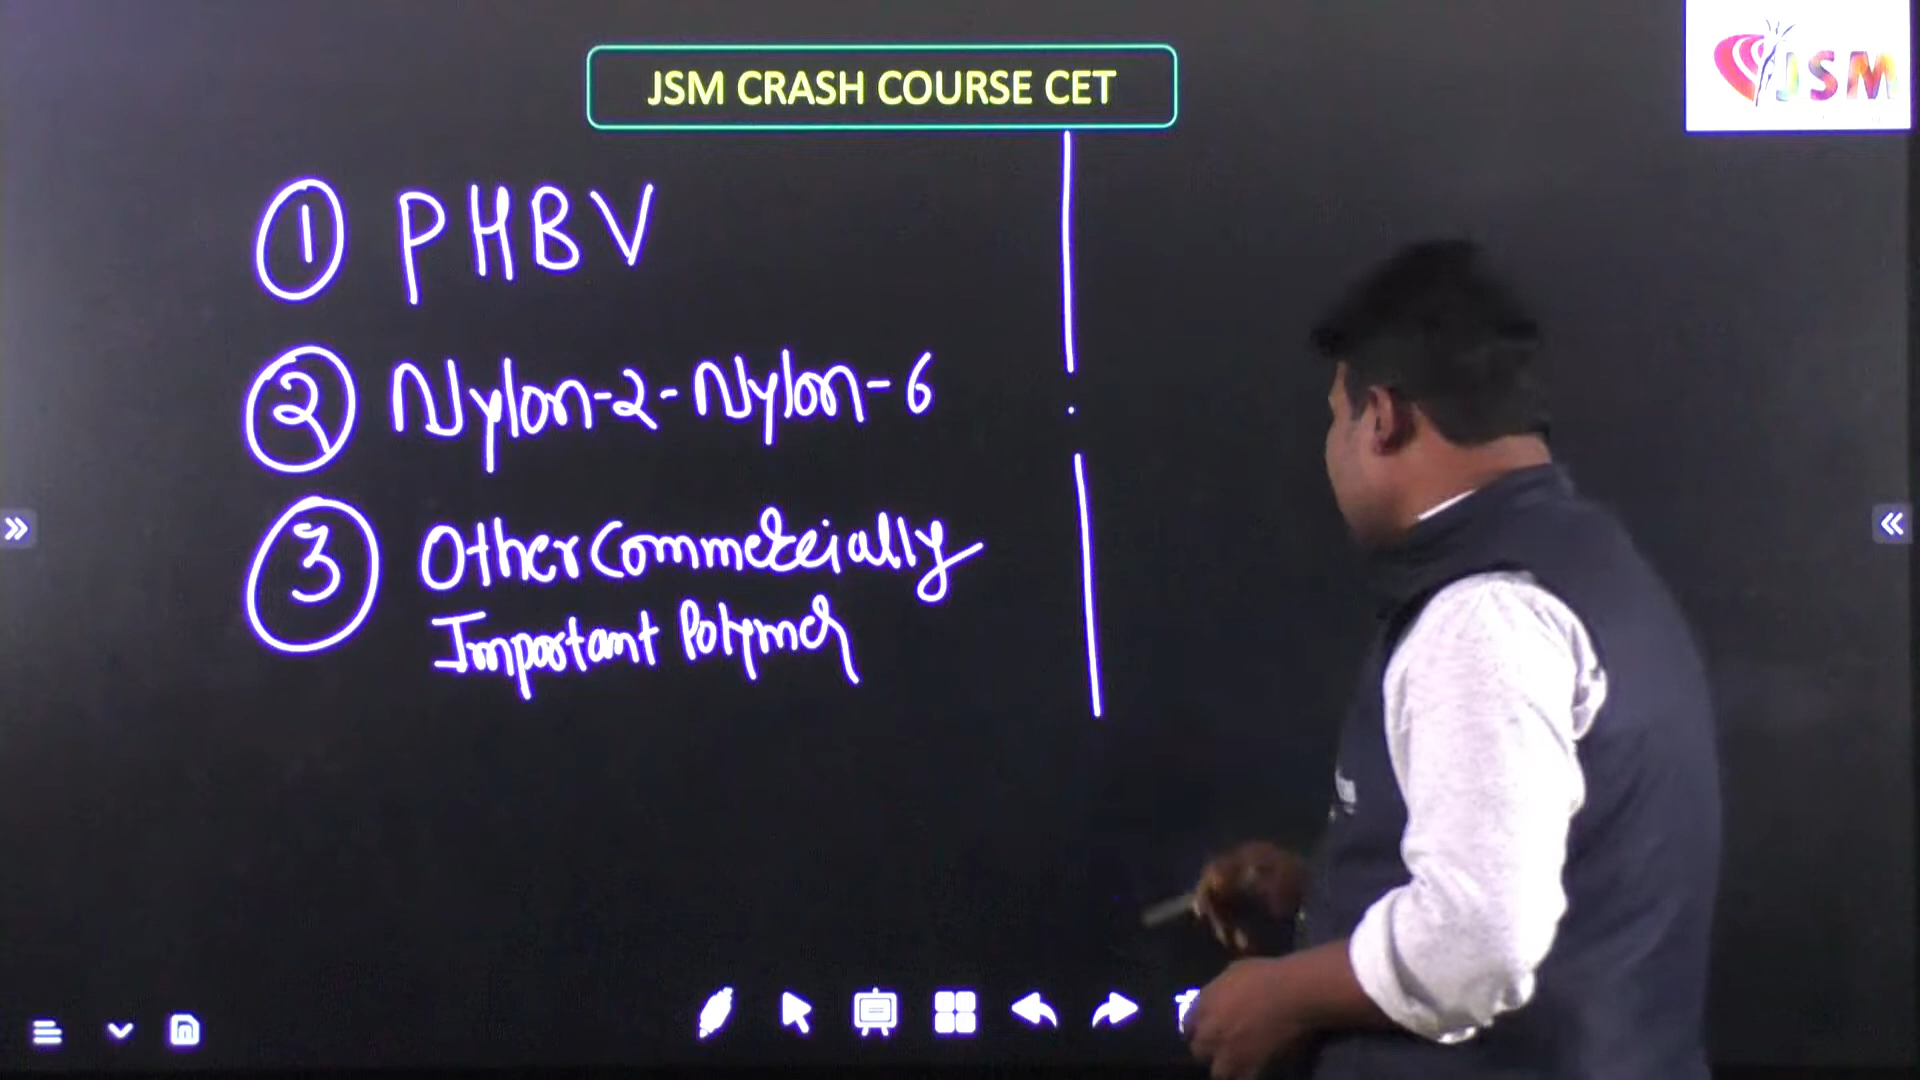 JSM CRASH COURSE CET
JSM
1 PHBV
2 Nylon-2-Nylon-6
3 Other Commercially
Important Polymer